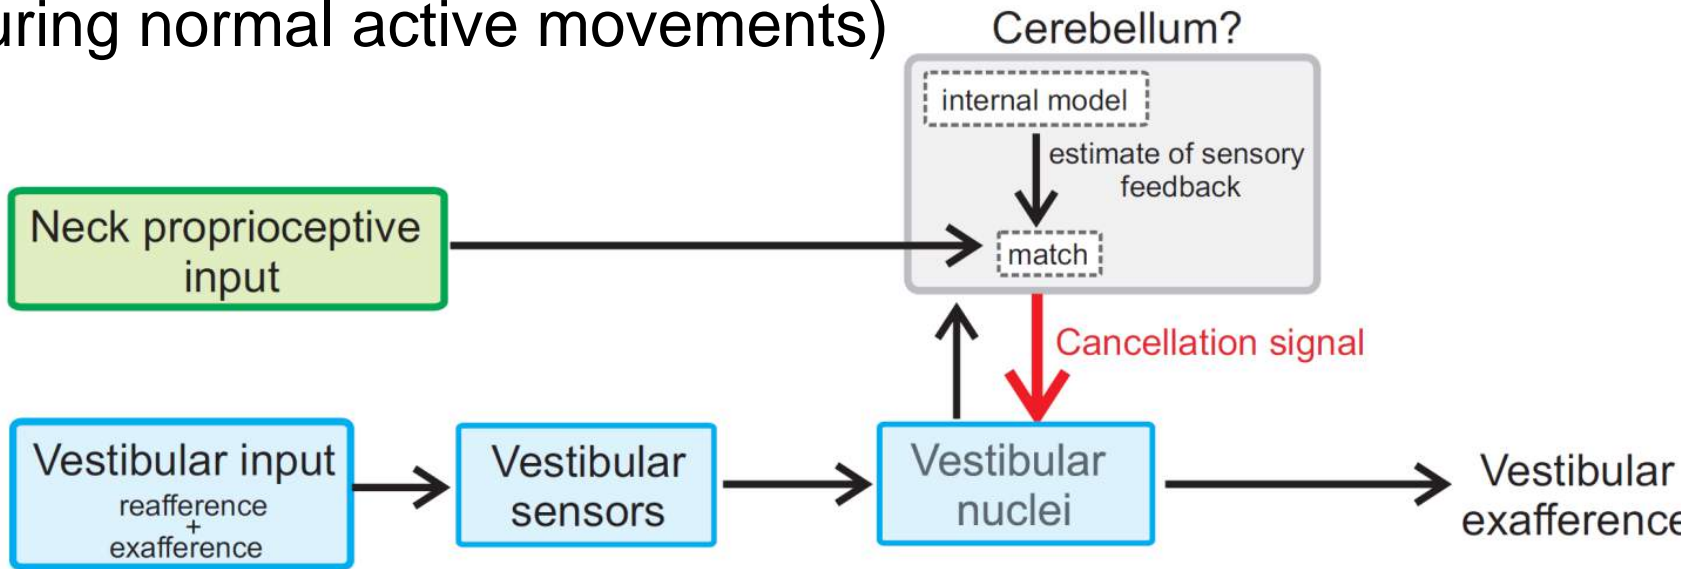 uring normal active movements)
Cerebellum?
internal model
estimate of sensory
feedback
match
Neck proprioceptive
input
Cancellation signal
Vestibular input
reafference
+
exafference
Vestibular
sensors
Vestibular
nuclei
Vestibular
exafference